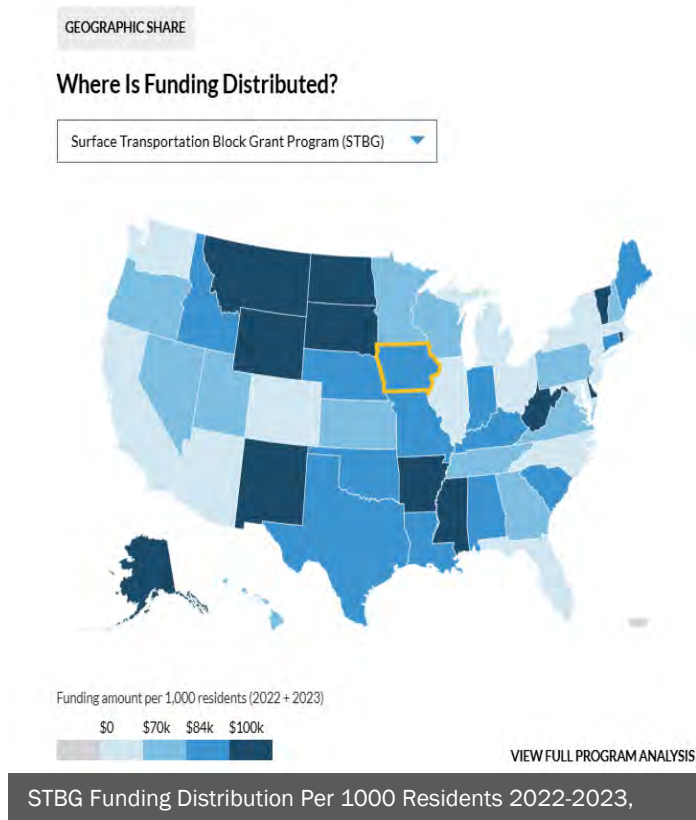 GEOGRAPHIC SHARE
Where Is Funding Distributed?
Surface Transportation Block Grant Program (STBG)
Funding amount per 1,000 residents (2022 + 2023)
$0 $70k $84k $100k
VIEW FULL PROGRAM ANALYSIS
STBG Funding Distribution Per 1000 Residents 2022-2023,